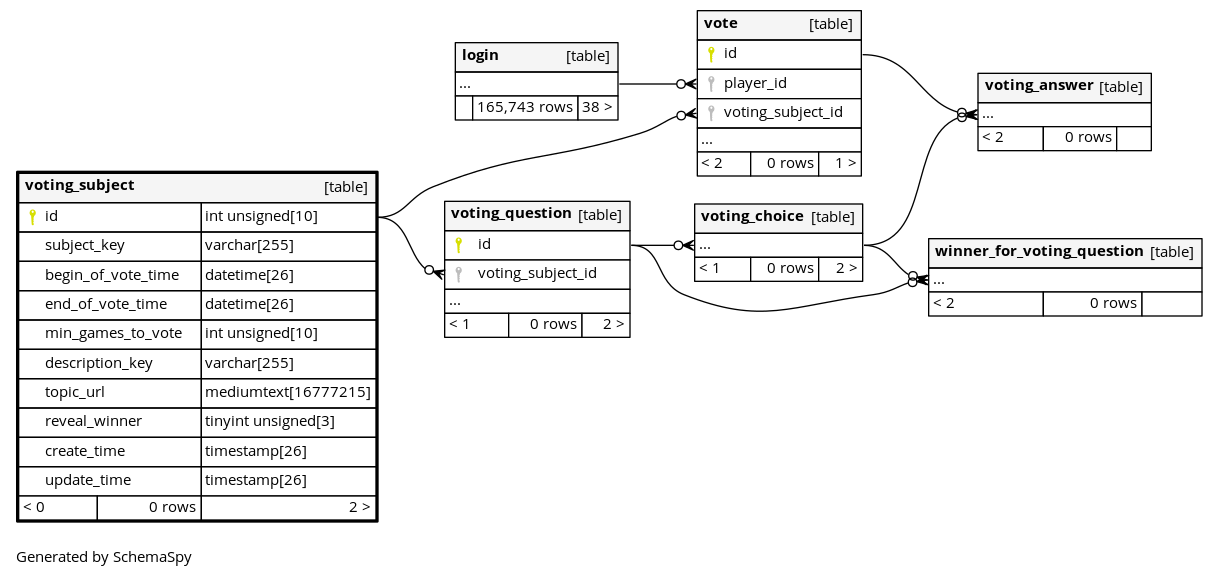 login [table]
...
165,743 rows 38 >
vote [table]
id
player_id
voting_subject_id
...
< 2 0 rows 1 >
voting_answer [table]
...
< 2 0 rows
voting_subject [table]
id int unsigned[10]
subject_key varchar[255]
begin_of_vote_time datetime[26]
end_of_vote_time datetime[26]
min_games_to_vote int unsigned[10]
description_key varchar[255]
topic_url mediumtext[16777215]
reveal_winner tinyint unsigned[3]
create_time timestamp[26]
update_time timestamp[26]
< 0 0 rows 2 >
voting_question [table]
id
voting_subject_id
...
< 1 0 rows 2 >
voting_choice [table]
...
< 1 0 rows 2 >
winner_for_voting_question [table]
...
< 2 0 rows
Generated by SchemaSpy